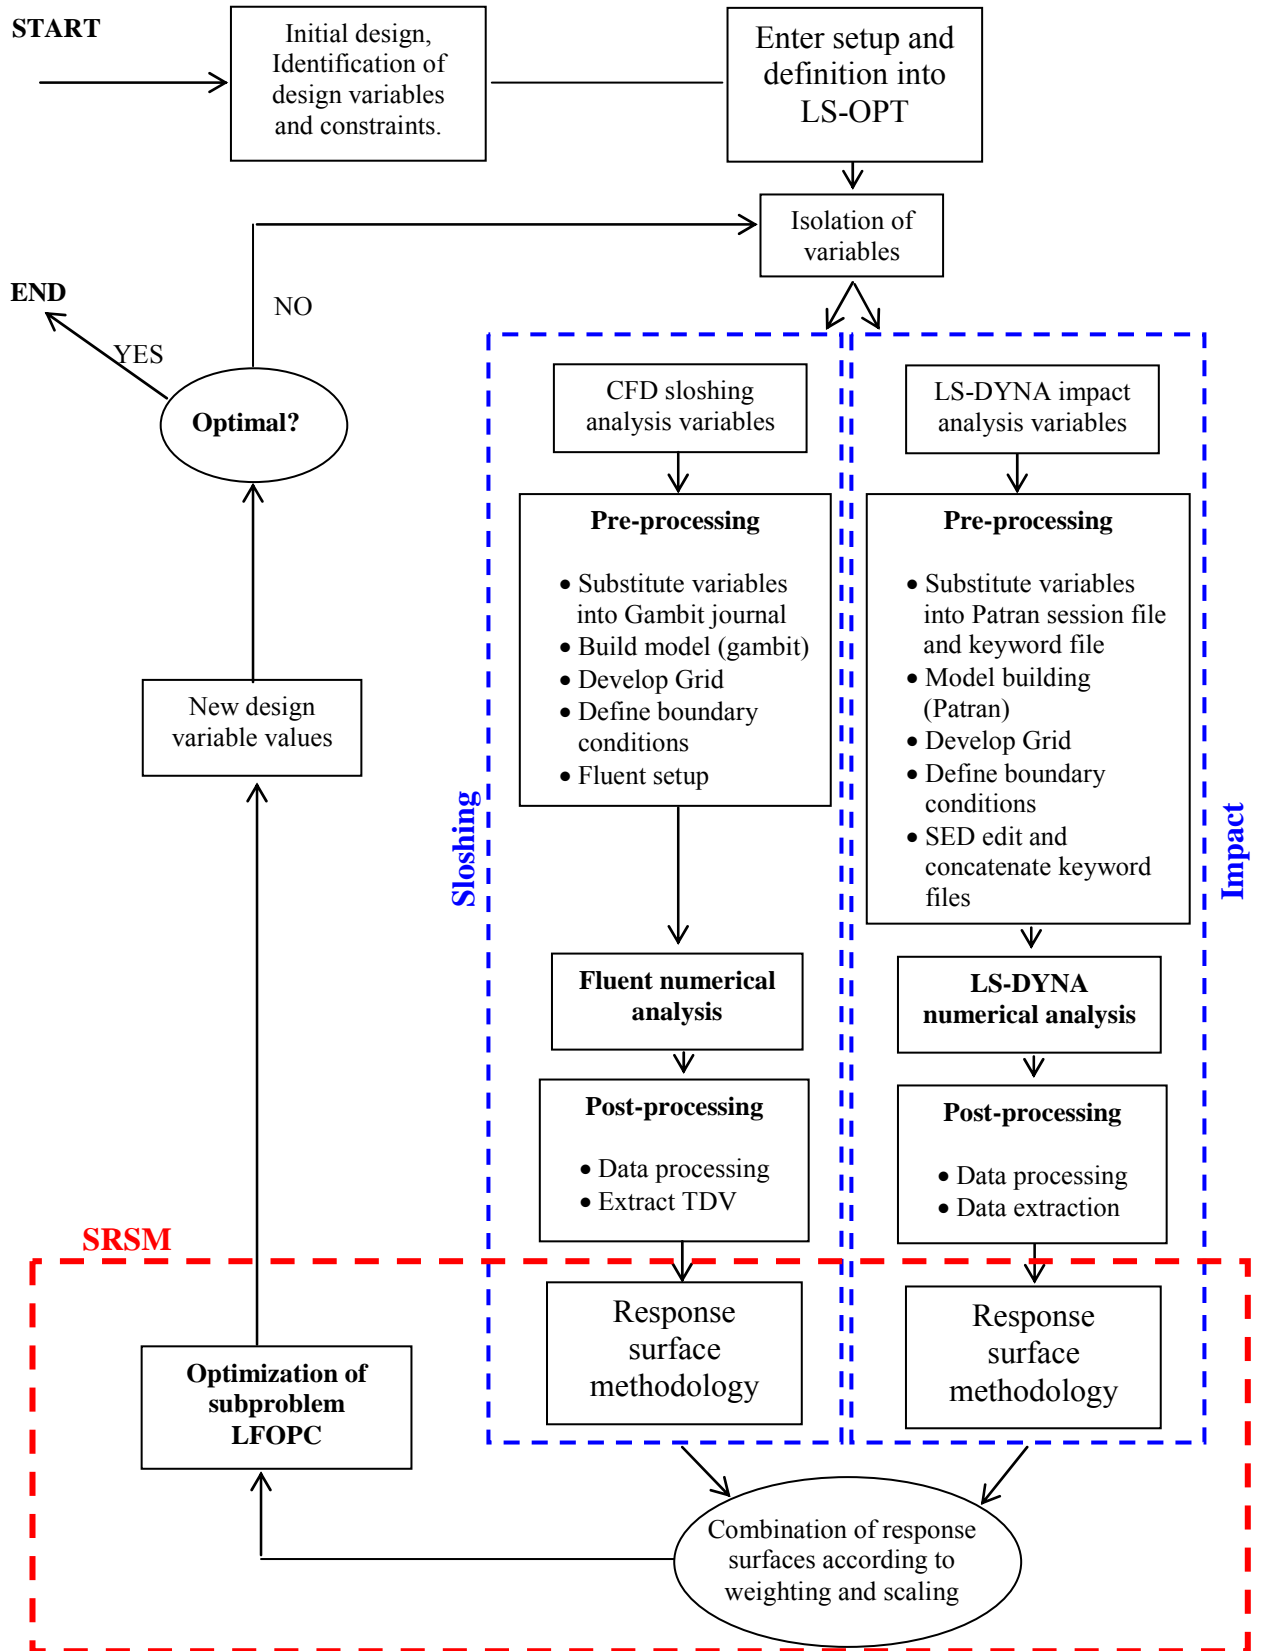 START
Initial design,
Identification of
design variables
and constraints.
Enter setup and
definition into
LS-OPT
Isolation of
variables
END
NO
YES
Optimal?
CFD sloshing
analysis variables
LS-DYNA impact
analysis variables
Pre-processing
• Substitute variables
into Gambit journal
• Build model (gambit)
• Develop Grid
• Define boundary
conditions
• Fluent setup
Pre-processing
• Substitute variables
into Patran session file
and keyword file
• Model building
(Patran)
• Develop Grid
• Define boundary
conditions
• SED edit and
concatenate keyword
files
New design
variable values
Sloshing
Impact
Fluent numerical
analysis
LS-DYNA
numerical analysis
Post-processing
• Data processing
• Extract TDV
Post-processing
• Data processing
• Data extraction
SRSM
Response
surface
methodology
Response
surface
methodology
Optimization of
subproblem
LFOPC
Combination of response
surfaces according to
weighting and scaling